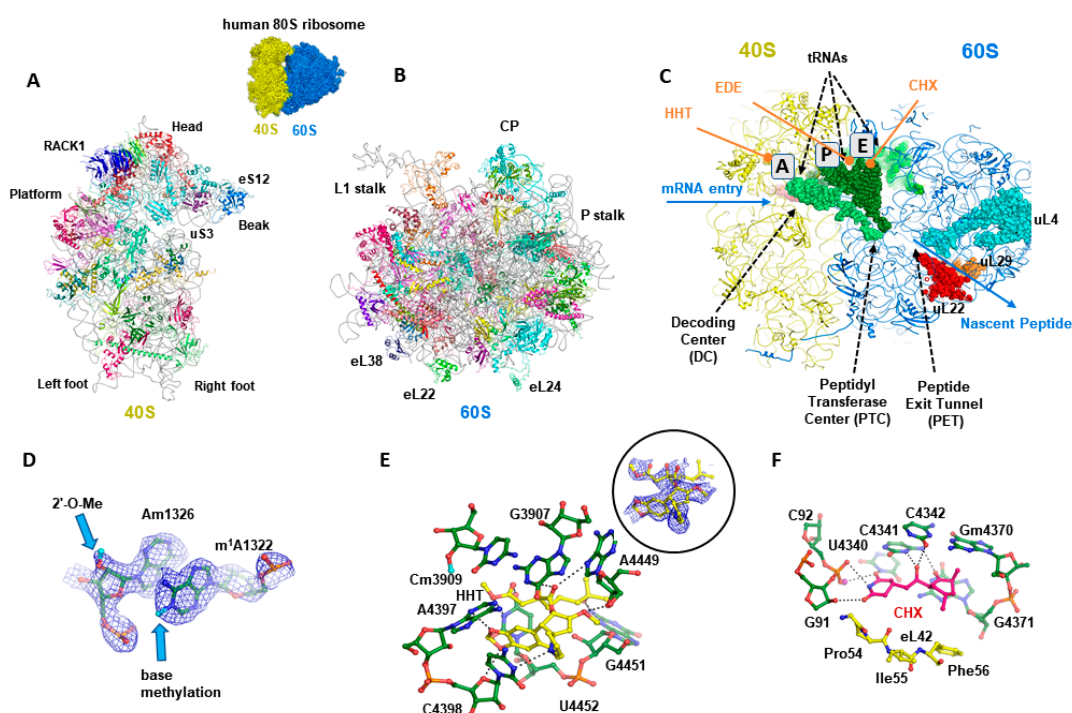 human 80S ribosome
40S 60S
A
Head
RACK1
Platform
eS12
Beak
uS3
Left foot
Right foot
40S
B
CP
L1 stalk
P stalk
eL38
eL22
eL24
60S
C
40S
60S
tRNAs
EDE
CHX
HHT
A
P
E
mRNA entry
uL4
uL29
uL22
Nascent Peptide
Decoding
Center
(DC)
Peptidyl
Transferase
Center (PTC)
Peptide
Exit Tunnel
(PET)
D
2'-O-Me
Am1326
m¹A1322
base
methylation
E
G3907
A4449
Cm3909
HHT
A4397
G4451
C4398
U4452
F
C92
C4342
C4341
Gm4370
U4340
CHX
G91
eL42
G4371
Pro54
Ile55
Phe56